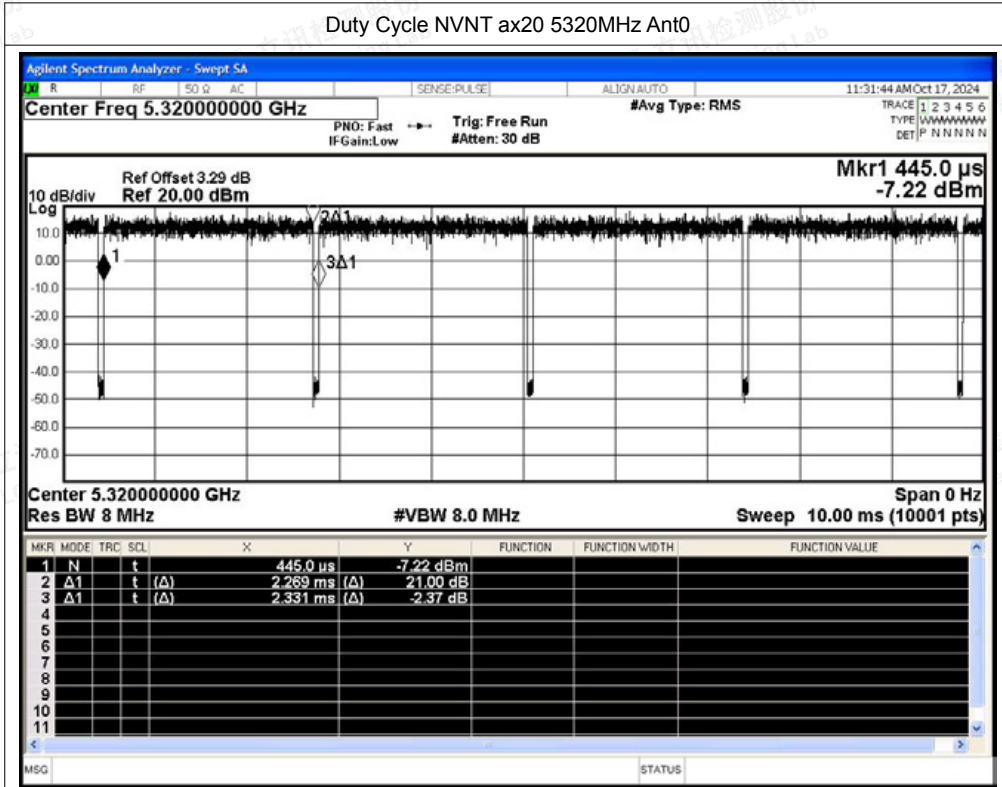 Duty Cycle NVNT ax20 5320MHz Ant0
Agilent Spectrum Analyzer - Swept SA
R RF 50 Ω AC SENSE:PULSE ALIGN AUTO 11:31:44 AM Oct 17, 2024
Center Freq 5.320000000 GHz #Avg Type: RMS TRACE 1 2 3 4 5 6
PNO: Fast Trig: Free Run TYPE WWWWWW
IFGain:Low #Atten: 30 dB DET P N N N N N
Mkr1 445.0 µs
Ref Offset 3.29 dB
10 dB/div Ref 20.00 dBm -7.22 dBm
Log
10.0
0.00
-10.0
-20.0
-30.0
-40.0
-50.0
-60.0
-70.0
1
2Δ1
3Δ1
Center 5.320000000 GHz Span 0 Hz
Res BW 8 MHz #VBW 8.0 MHz Sweep 10.00 ms (10001 pts)
MKR MODE TRC SCL X Y FUNCTION FUNCTION WIDTH FUNCTION VALUE
1 N t 445.0 µs -7.22 dBm
2 Δ1 t (Δ) 2.269 ms (Δ) 21.00 dB
3 Δ1 t (Δ) 2.331 ms (Δ) -2.37 dB
4
5
6
7
8
9
10
11
MSG STATUS